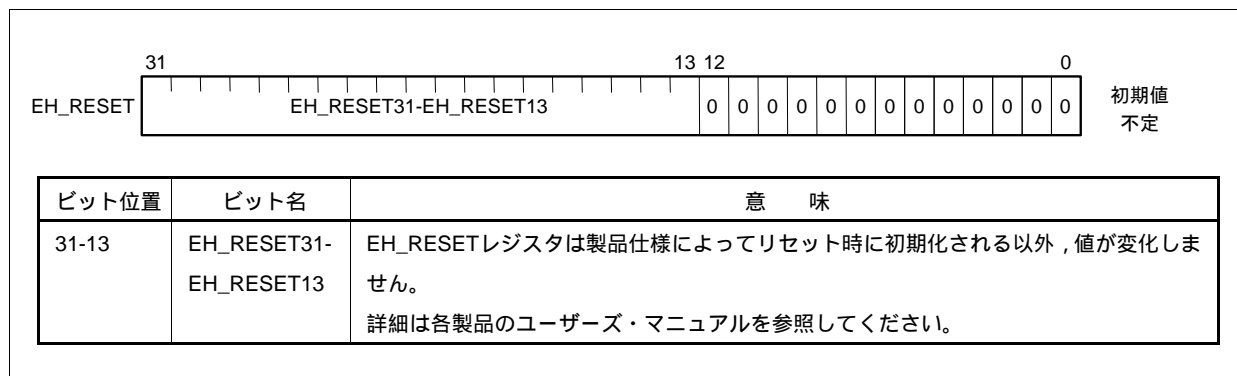 31 13 12 0
EH_RESET EH_RESET31-EH_RESET13 0 0 0 0 0 0 0 0 0 0 0 0 0 初期値
不定
ビット位置 ビット名 意 味
31-13 EH_RESET31- EH_RESETレジスタは製品仕様によってリセット時に初期化される以外,値が変化しま
EH_RESET13 せん。
詳細は各製品のユーザーズ・マニュアルを参照してください。